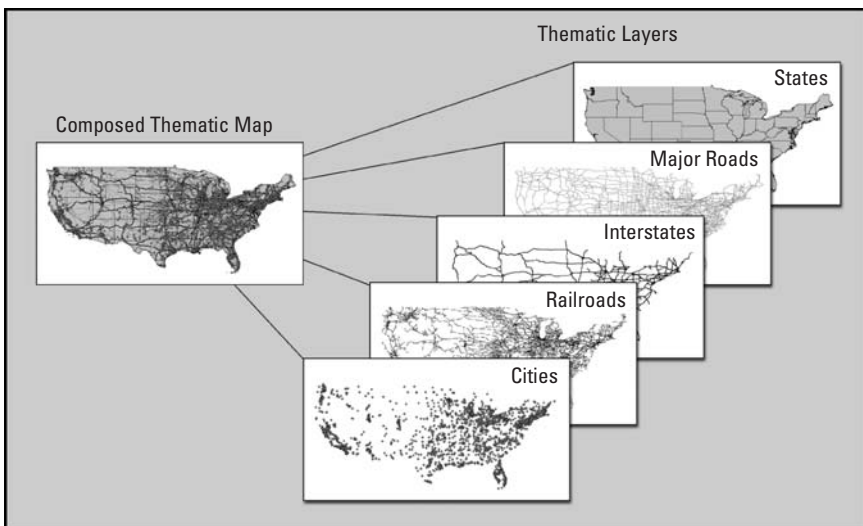 Thematic Layers
States
Composed Thematic Map
Major Roads
Interstates
Railroads
Cities